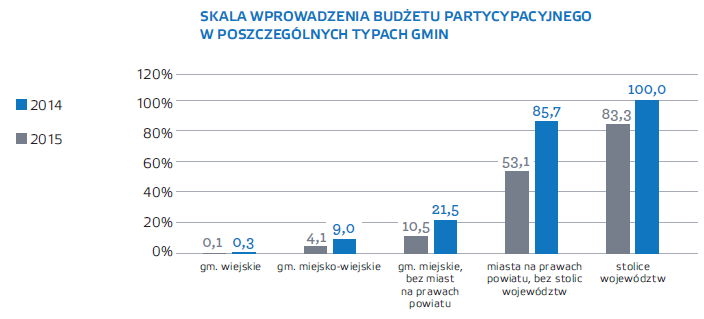 SKALA WPROWADZENIA BUDŻETU PARTYCYPACYJNEGO
W POSZCZEGÓLNYCH TYPACH GMIN
2014
2015
120%
100%
80%
60%
40%
20%
0%
0,1 0,3
4,1 9,0
10,5 21,5
53,1 85,7
83,3 100,0
gm. wiejskie
gm. miejsko-wiejskie
gm. miejskie,
bez miast
na prawach
powiatu
miasta na prawach
powiatu, bez stolic
województw
stolice
województw